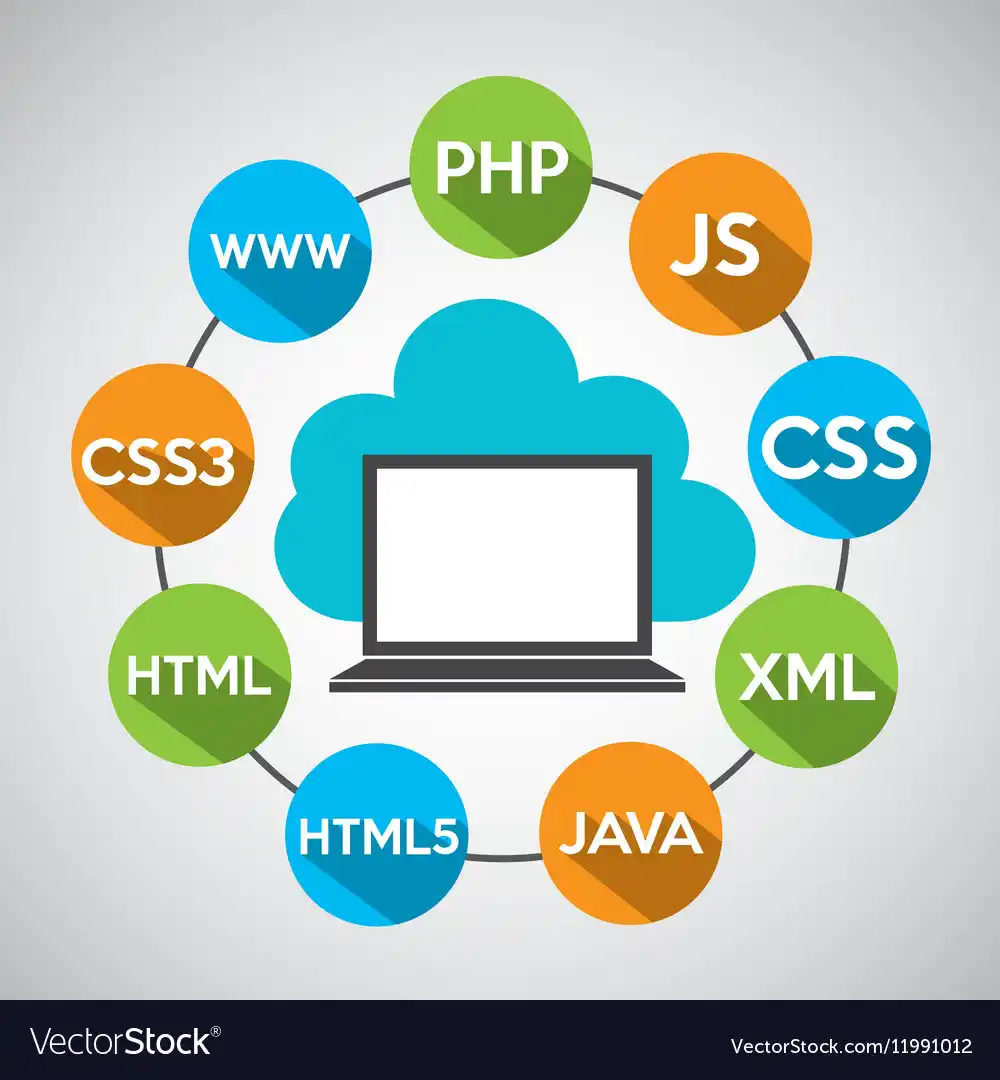 PHP
JS
WWW
CSS
CSS3
HTML
XML
HTML5
JAVA
VectorStock®
VectorStock.com/11991012